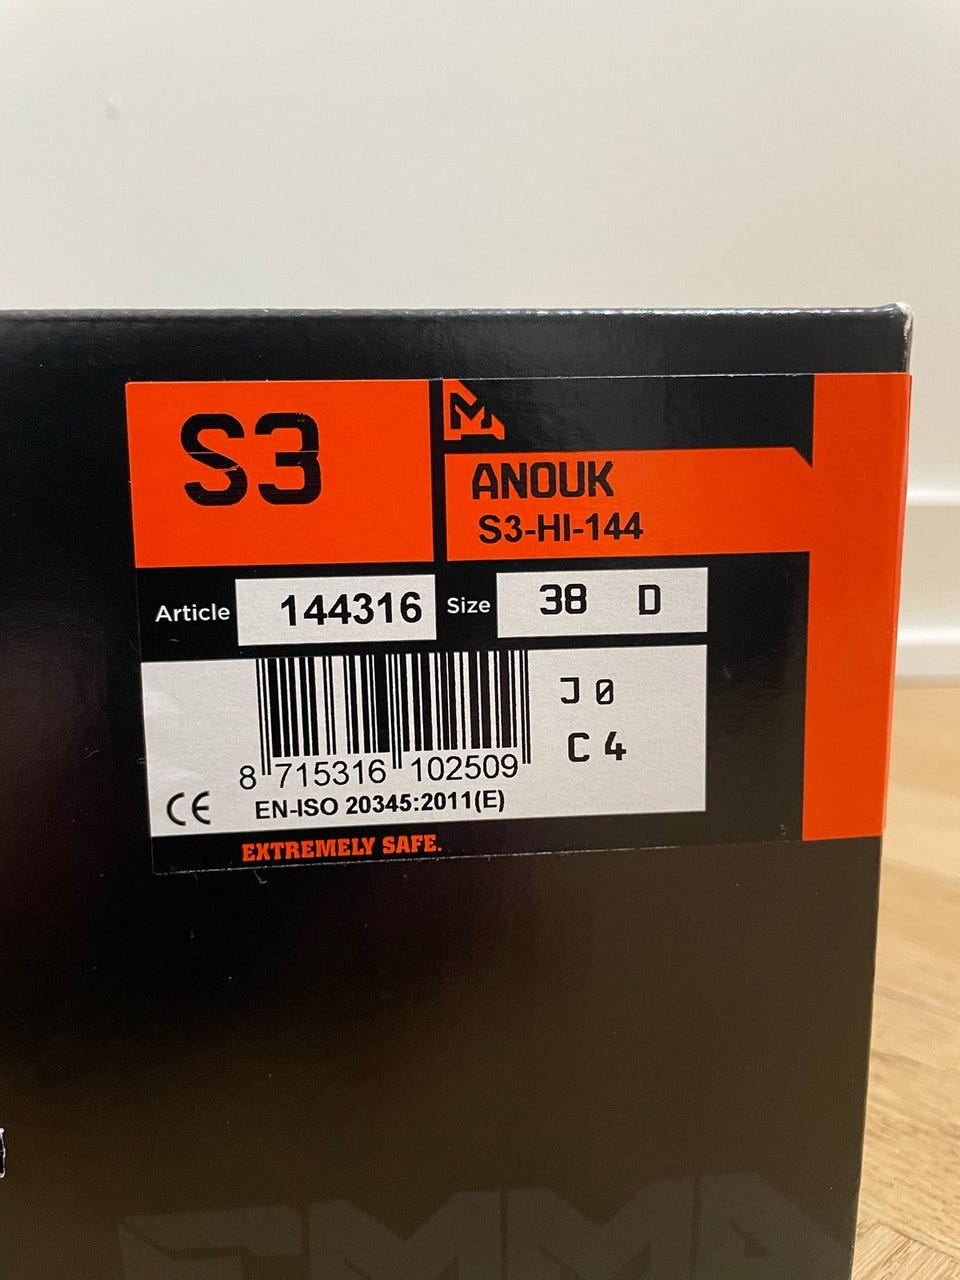 S3
ANOUK
S3-HI-144
Article 144316 Size 38 D
J 0
C 4
8 715316 102509
CE EN-ISO 20345:2011(E)
EXTREMELY SAFE.
EMMA